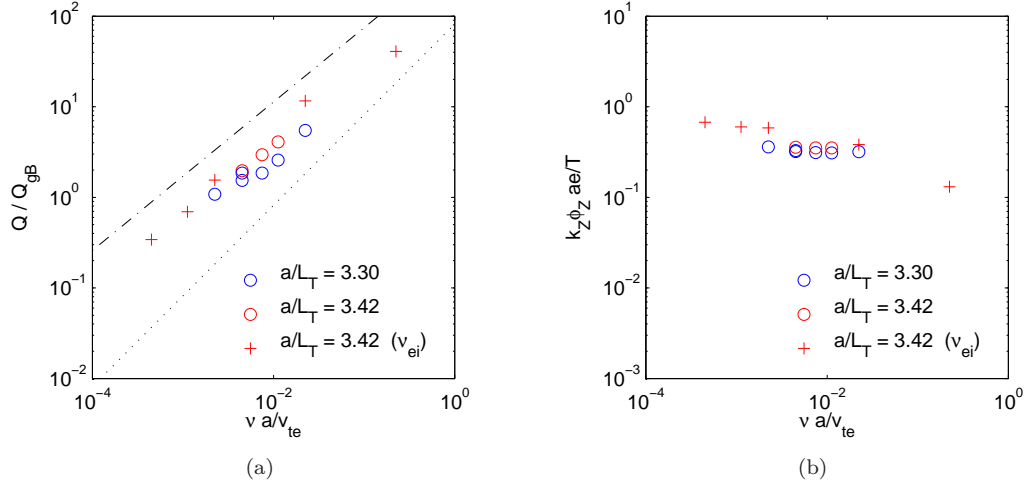 10^2
10^1
10^0
10^-1
10^-2
Q / Q_gB
10^-4
10^-2
10^0
ν a/v_te
a/L_T = 3.30
a/L_T = 3.42
a/L_T = 3.42 (ν_ei)
(a)
10^1
10^0
10^-1
10^-2
10^-3
k_Z ϕ_Z ae/T
10^-4
10^-2
10^0
ν a/v_te
a/L_T = 3.30
a/L_T = 3.42
a/L_T = 3.42 (ν_ei)
(b)